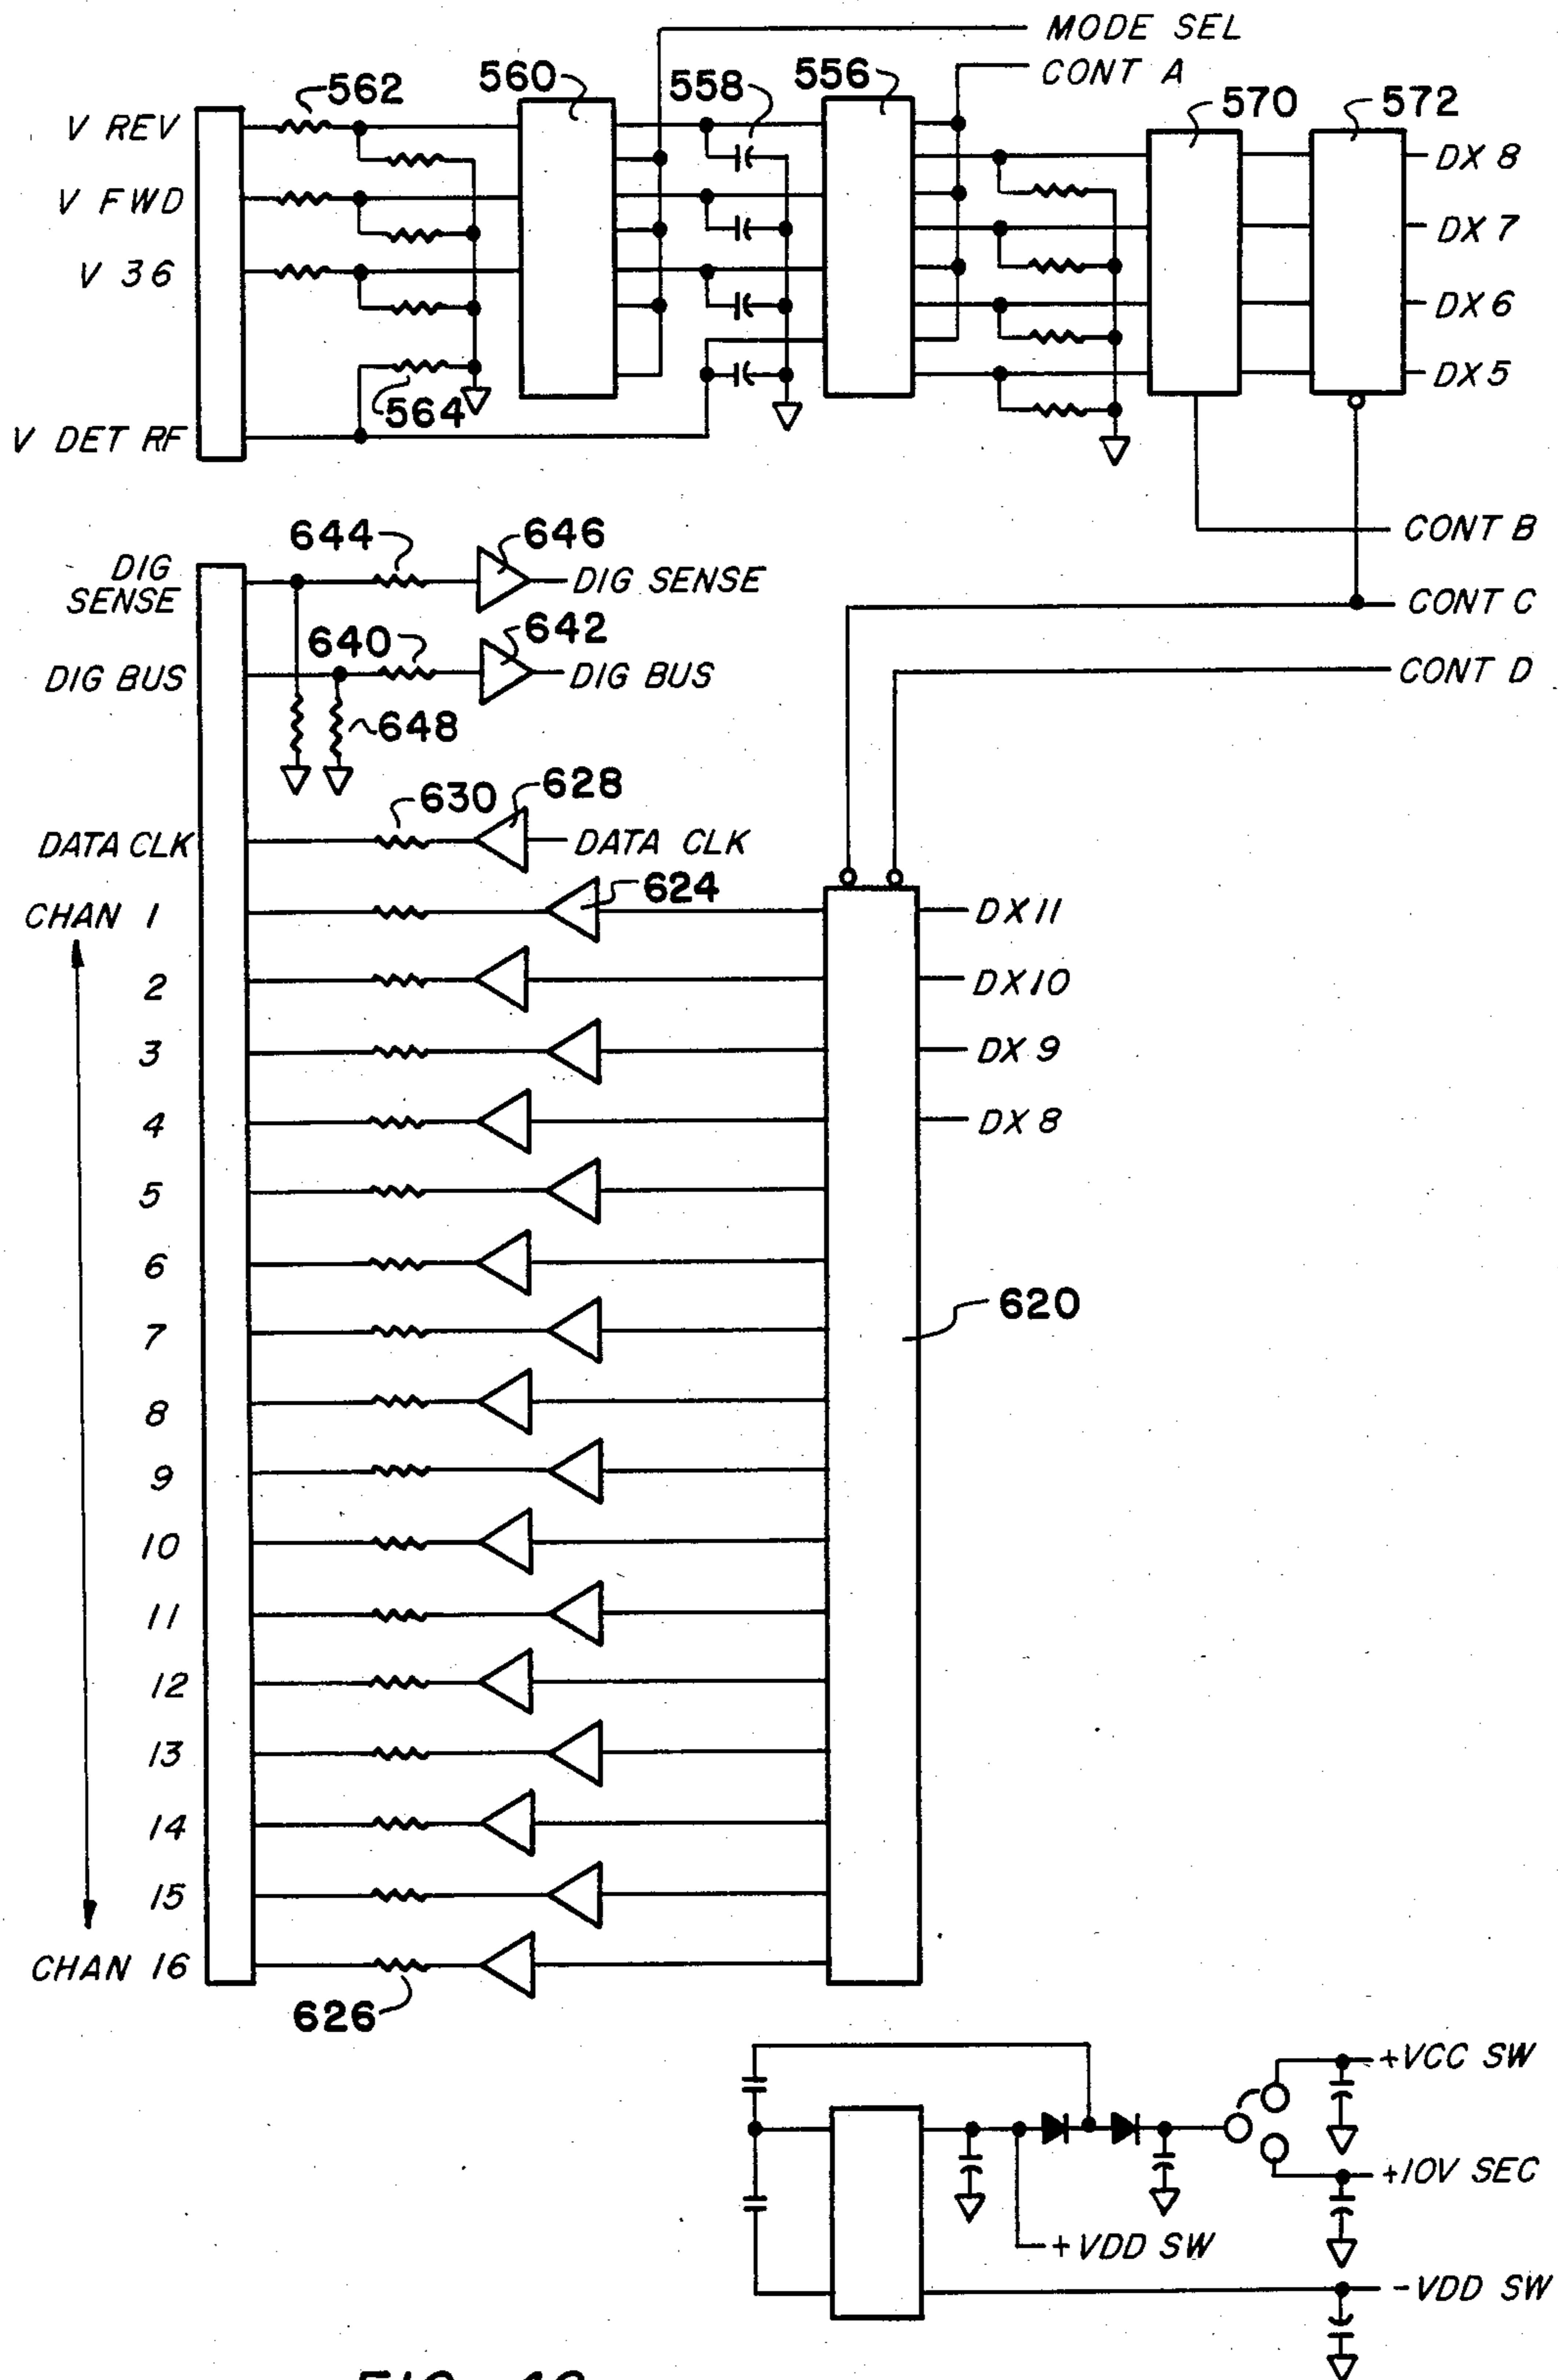 MODE SEL
CONT A
562
560
558
556
570
572
V REV
DX 8
V FWD
DX 7
V 36
DX 6
564
DX 5
V DET RF
CONT B
644
646
DIG
SENSE
DIG SENSE
CONT C
640
642
DIG BUS
DIG BUS
CONT D
648
630
628
DATA CLK
DATA CLK
624
CHAN 1
DX 11
2
DX 10
3
DX 9
4
DX 8
5
6
620
7
8
9
10
11
12
13
14
15
CHAN 16
626
+VCC SW
+10V SEC
+VDD SW
-VDD SW